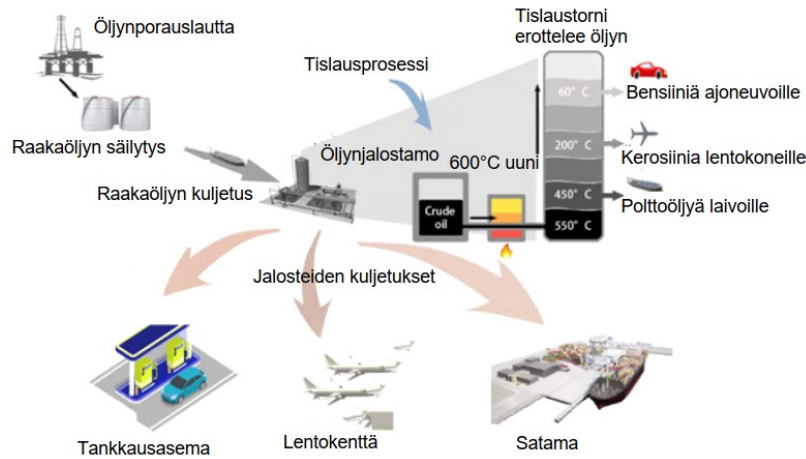 Öljynporauslautta
Raakaöljyn säilytys
Raakaöljyn kuljetus
Öljynjalostamo
Tislausprosessi
600°C uuni
Crude
oil
Tislaustorni
erottelee öljyn
60° C
200° C
450° C
550° C
Bensiiniä ajoneuvoille
Kerosiinia lentokoneille
Polttoöljyä laivoille
Jalosteiden kuljetukset
Tankkausasema
Lentokenttä
Satama